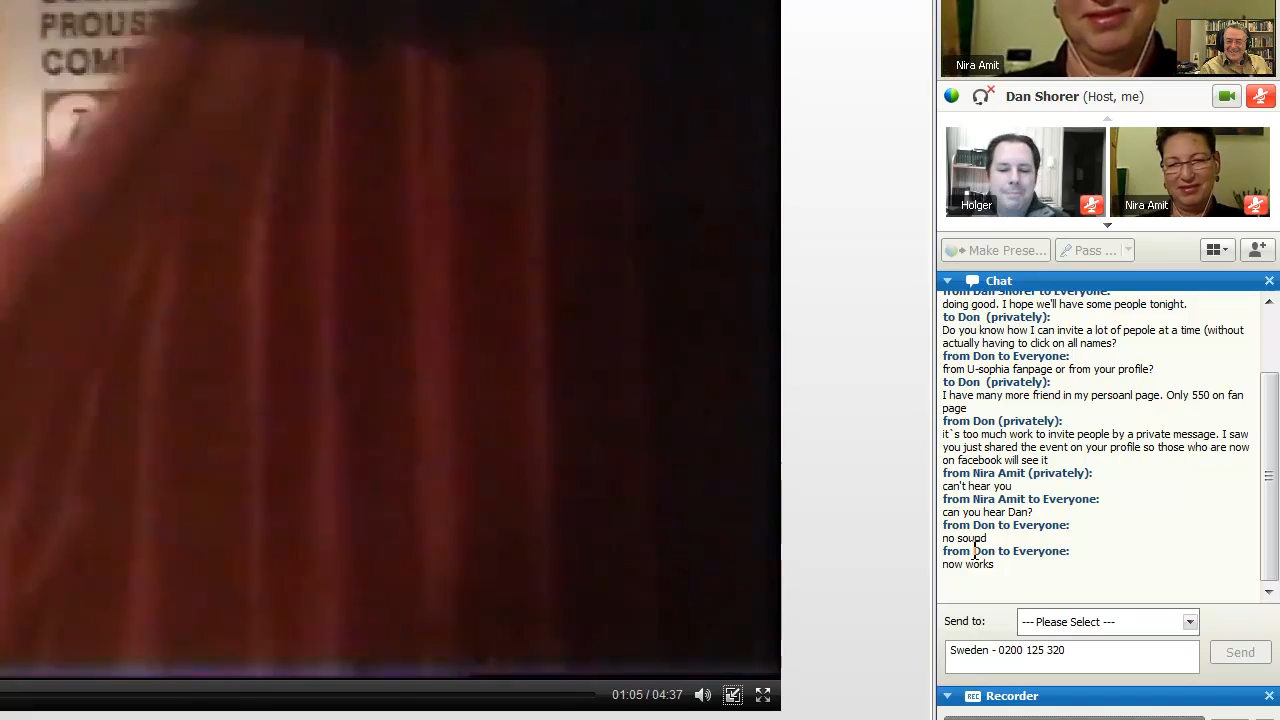 PROUS
COM
Nira Amit
Dan Shorer (Host, me)
Holger
Nira Amit
Make Prese...
Pass ...
Chat
from Dan Shorer to Everyone:
doing good. I hope we'll have some people tonight.
to Don (privately):
Do you know how I can invite a lot of pepole at a time (without
actually having to click on all names?
from Don to Everyone:
from U-sophia fanpage or from your profile?
to Don (privately):
I have many more friend in my persoanl page. Only 550 on fan
page
from Don (privately):
it`s too much work to invite people by a private message. I saw
you just shared the event on your profile so those who are now
on facebook will see it
from Nira Amit (privately):
can't hear you
from Nira Amit to Everyone:
can you hear Dan?
from Don to Everyone:
no sound
from Don to Everyone:
now works
Send to:
--- Please Select ---
Sweden - 0200 125 320
Send
01:05 / 04:37
REC Recorder